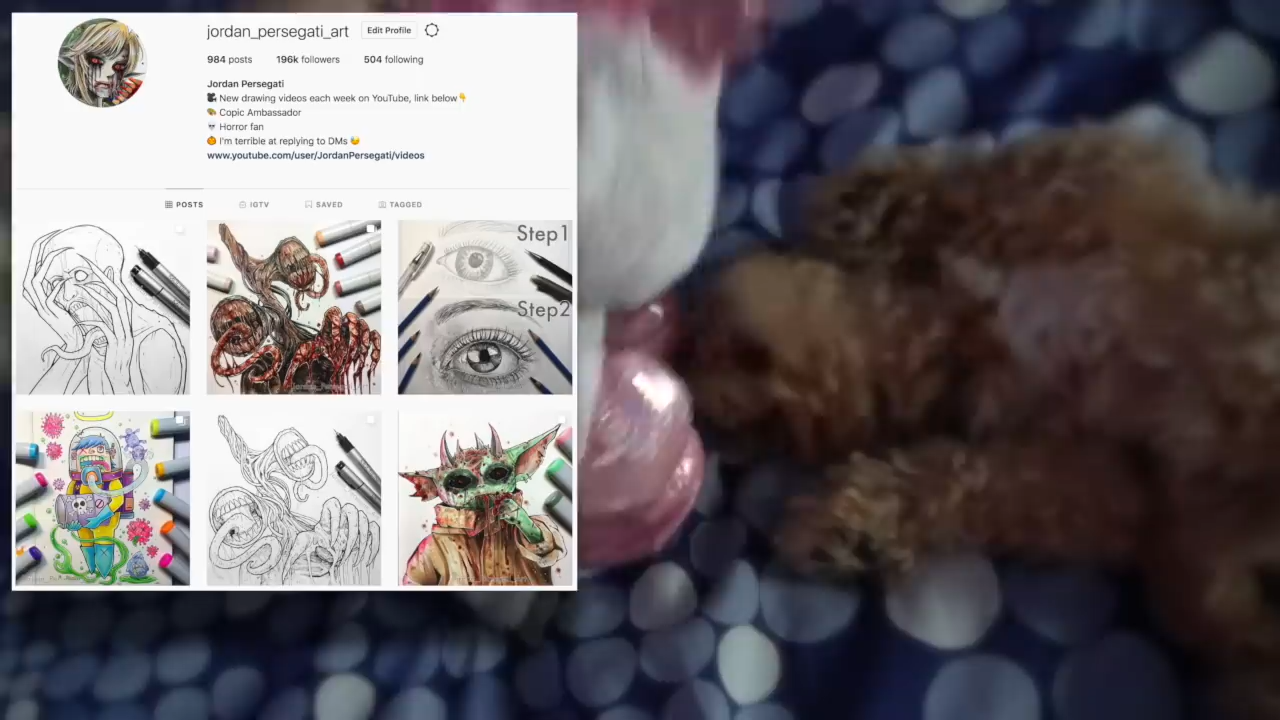 jordan_persegati_art Edit Profile
984 posts 196k followers 504 following
Jordan Persegati
New drawing videos each week on YouTube, link below
Copic Ambassador
Horror fan
I'm terrible at replying to DMs
www.youtube.com/user/JordanPersegati/videos
POSTS IGTV SAVED TAGGED
Step1
Step2